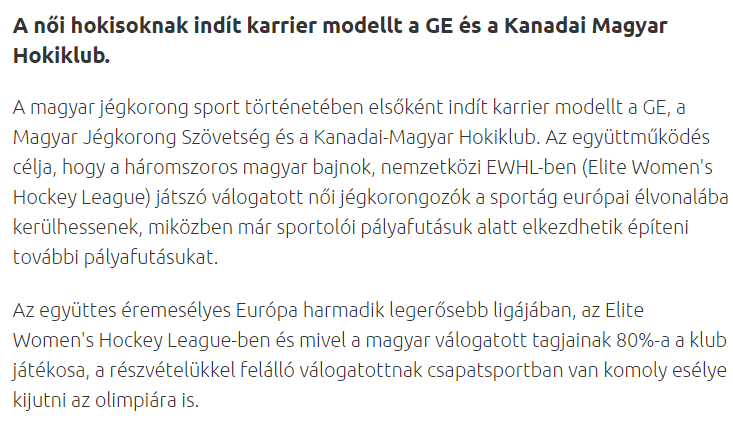 A női hokisoknak indít karrier modellt a GE és a Kanadai Magyar
Hokiklub.
A magyar jégkorong sport történetében elsőként indít karrier modellt a GE, a
Magyar Jégkorong Szövetség és a Kanadai-Magyar Hokiklub. Az együttműködés
célja, hogy a háromszoros magyar bajnok, nemzetközi EWHL-ben (Elite Women's
Hockey League) játszó válogatott női jégkorongozók a sportág európai élvonalába
kerülhessenek, miközben már sportolói pályafutásuk alatt elkezdhetik építeni
további pályafutásukat.
Az együttes éremesélyes Európa harmadik legerősebb ligájában, az Elite
Women's Hockey League-ben és mivel a magyar válogatott tagjainak 80%-a a klub
játékosa, a részvételükkel felálló válogatottnak csapatsportban van komoly esélye
kijutni az olimpiára is.